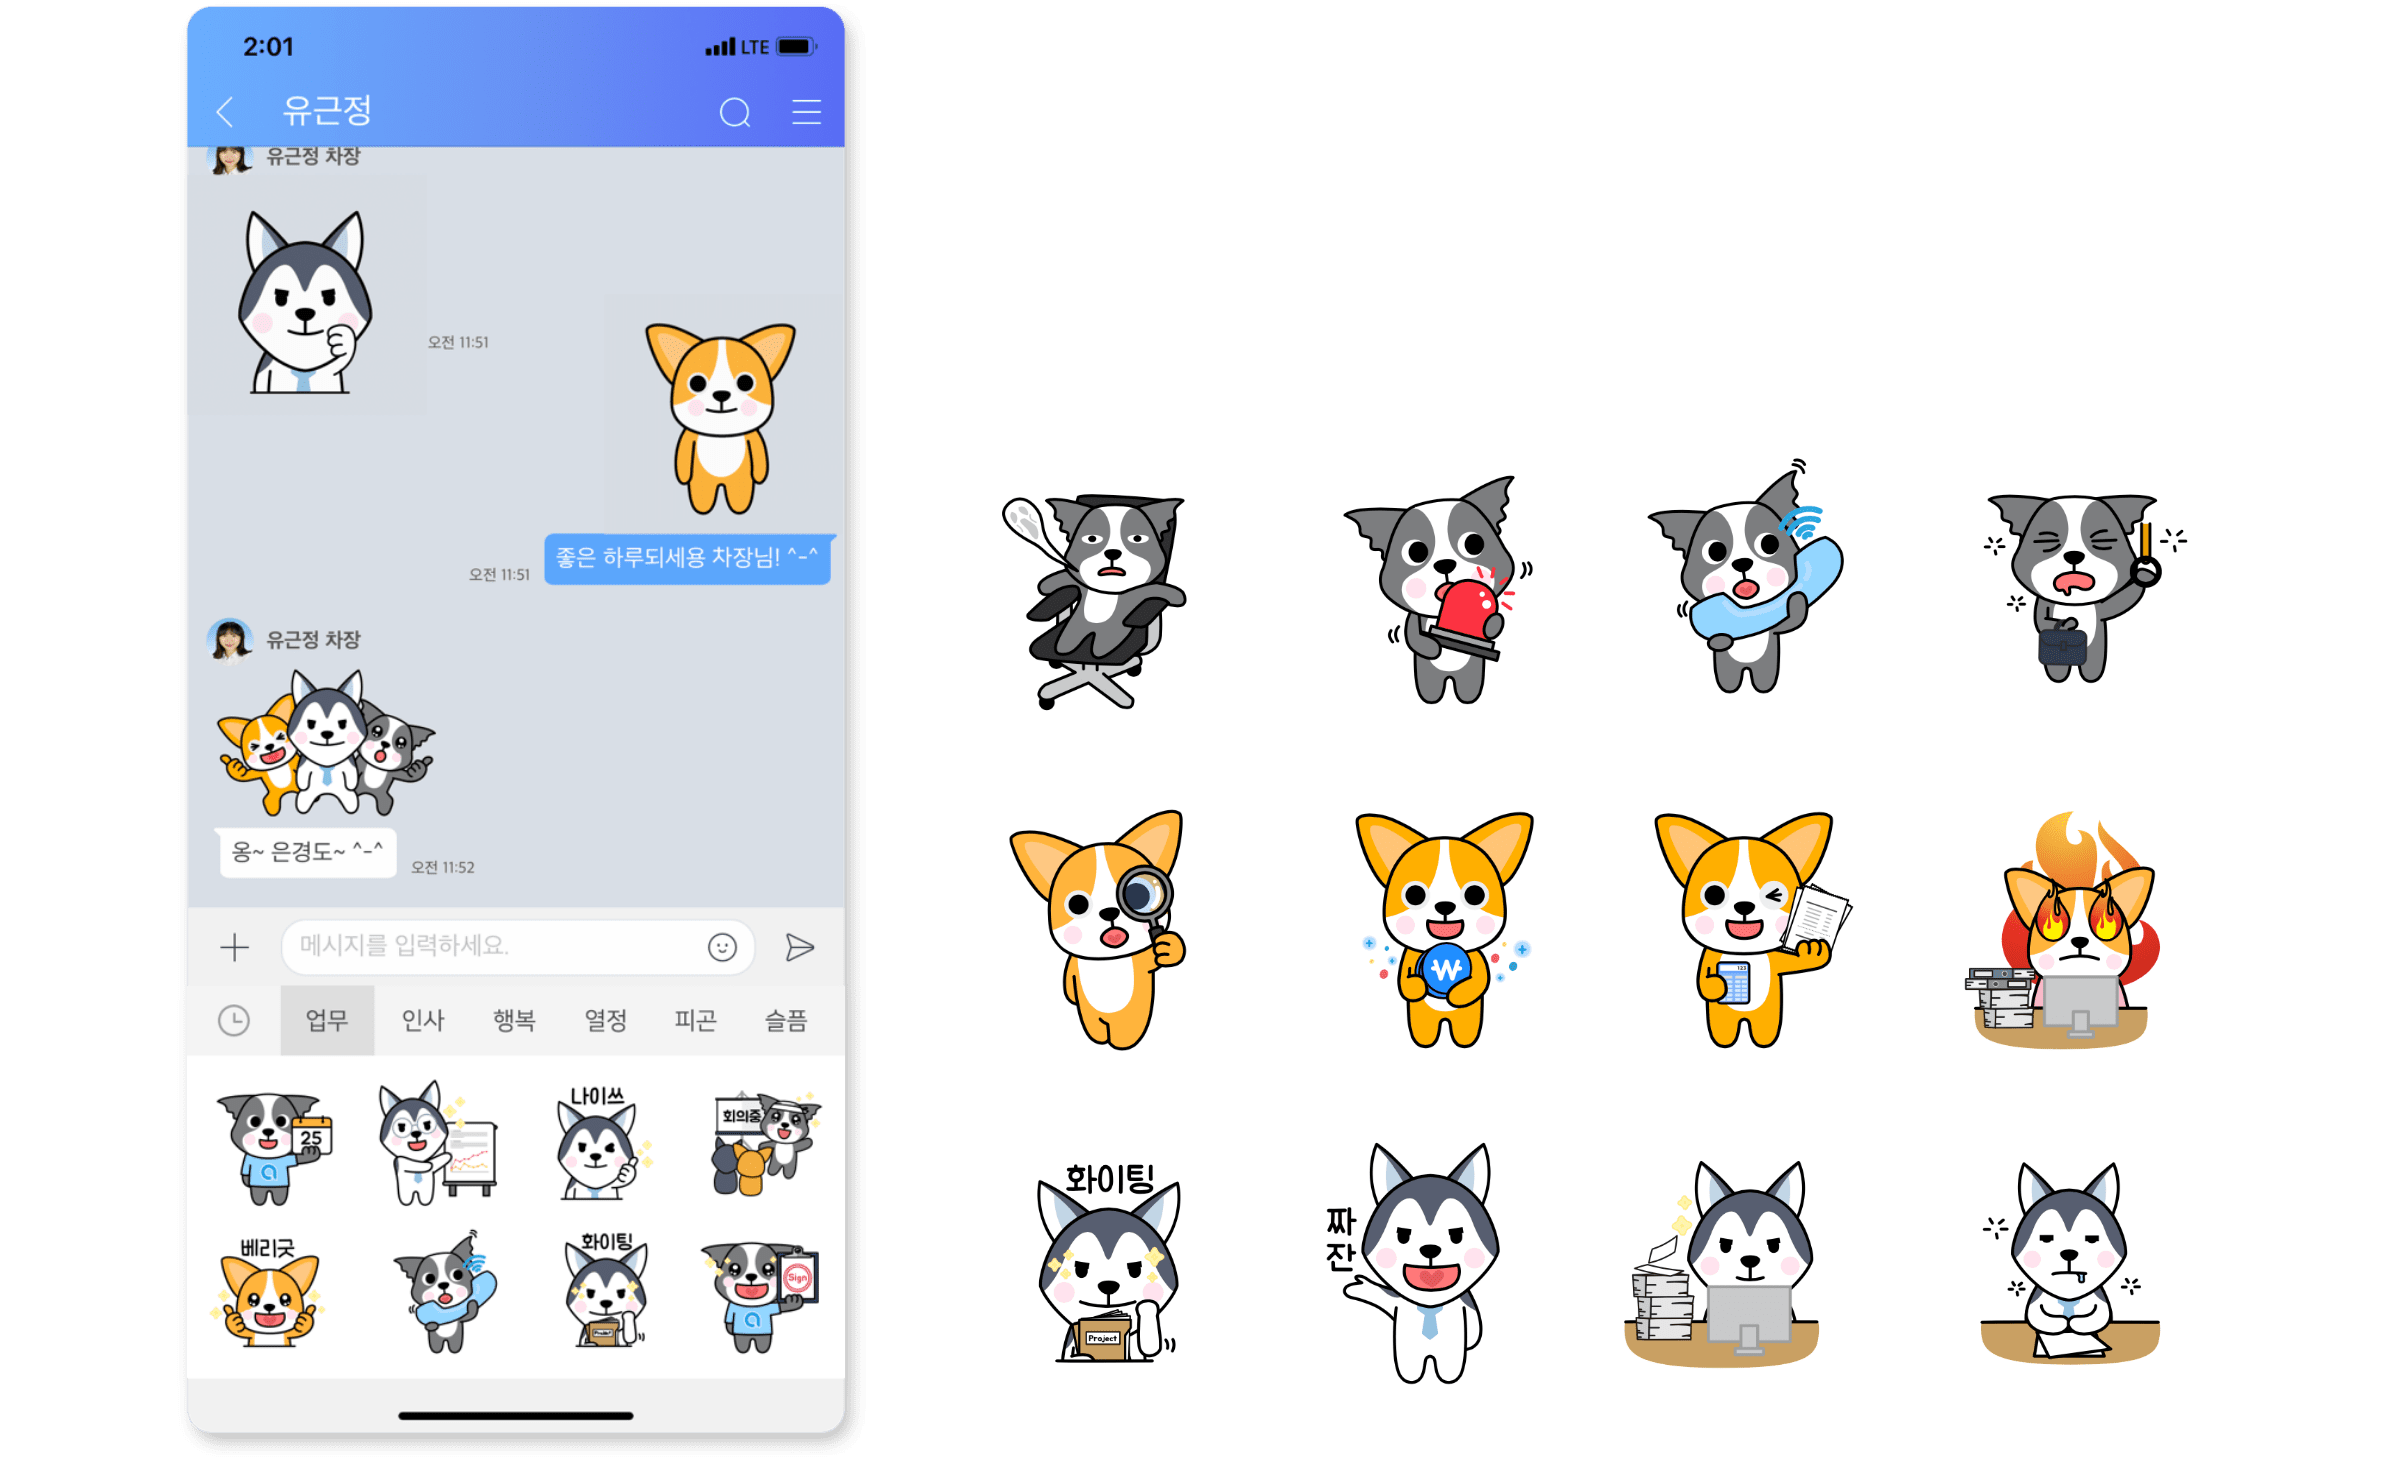 2:01
LTE
유근정
유근정 차장
오전 11:51
좋은 하루되세용 차장님! ^-^
오전 11:51
유근정 차장
옹~ 은경도~ ^-^
오전 11:52
메시지를 입력하세요.
업무
인사
행복
열정
피곤
슬픔
25
a
나이쓰
회의중
베리굿
화이팅
Project
Sign
a
W
123
화이팅
Project
짜
잔